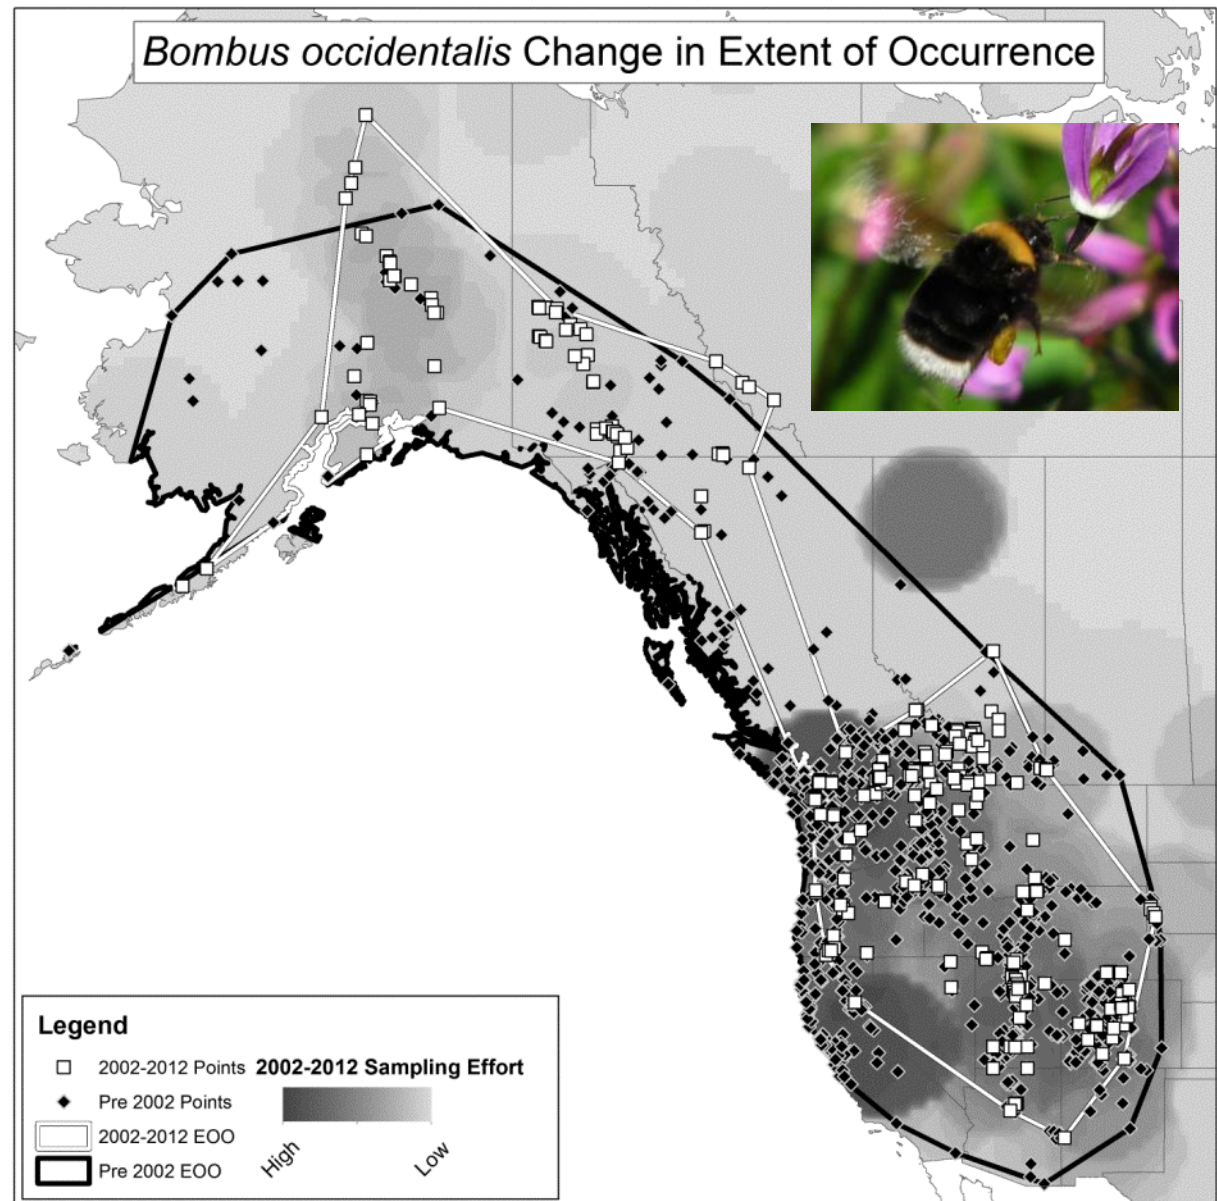 Bombus occidentalis Change in Extent of Occurrence
Legend
2002-2012 Points
Pre 2002 Points
2002-2012 EOO
Pre 2002 EOO
2002-2012 Sampling Effort
High
Low